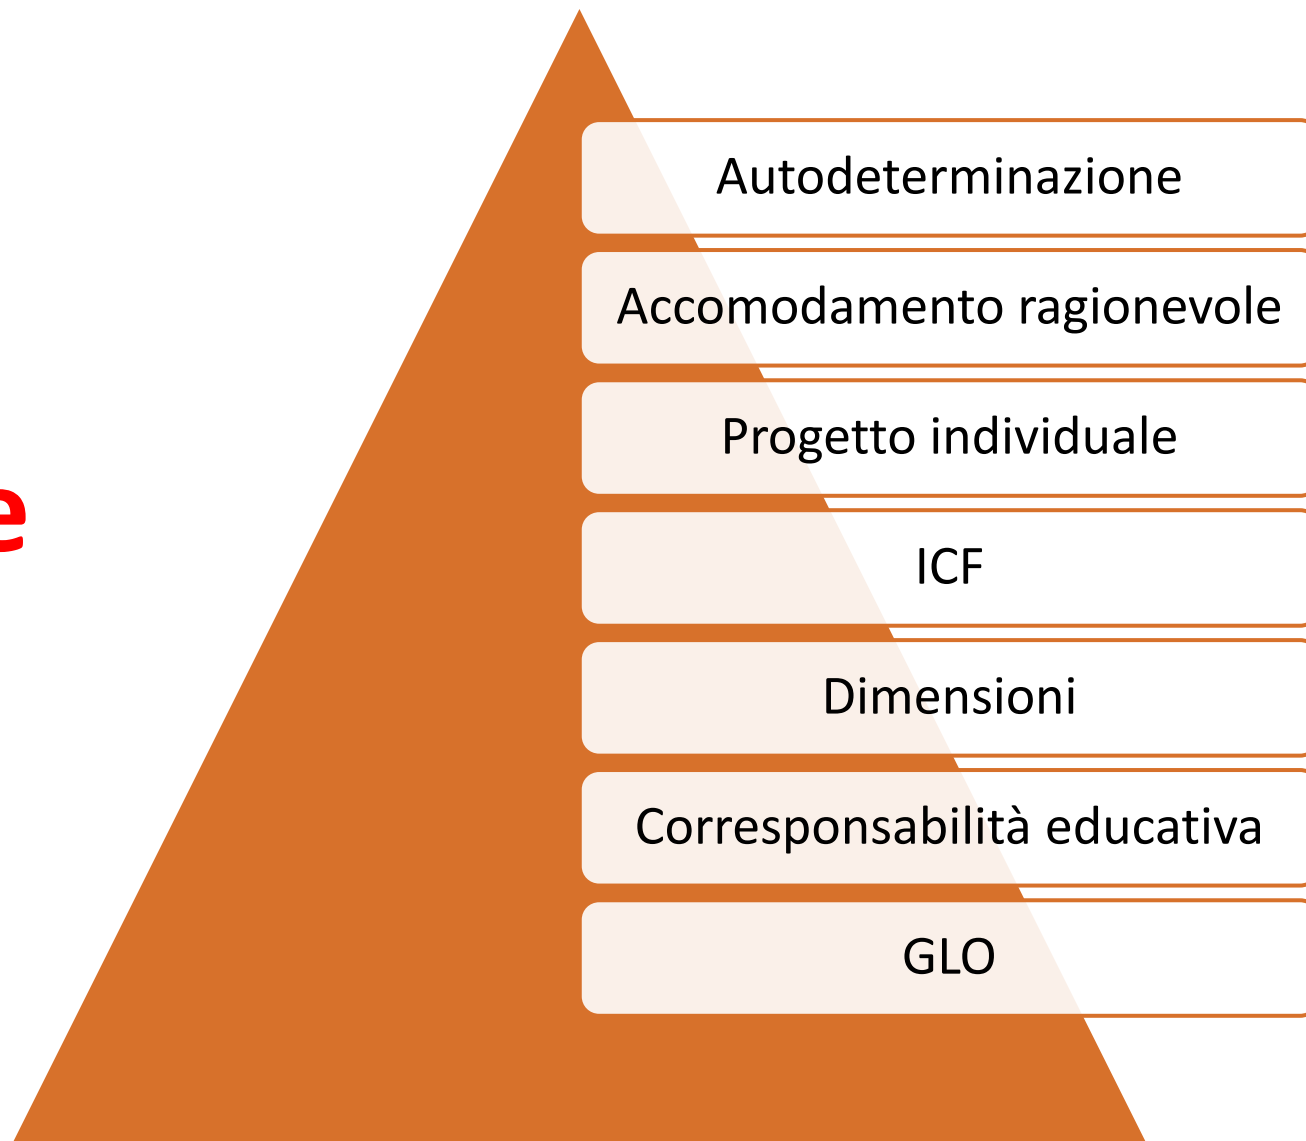 Autodeterminazione
Accomodamento ragionevole
Progetto individuale
e
ICF
Dimensioni
Corresponsabilità educativa
GLO